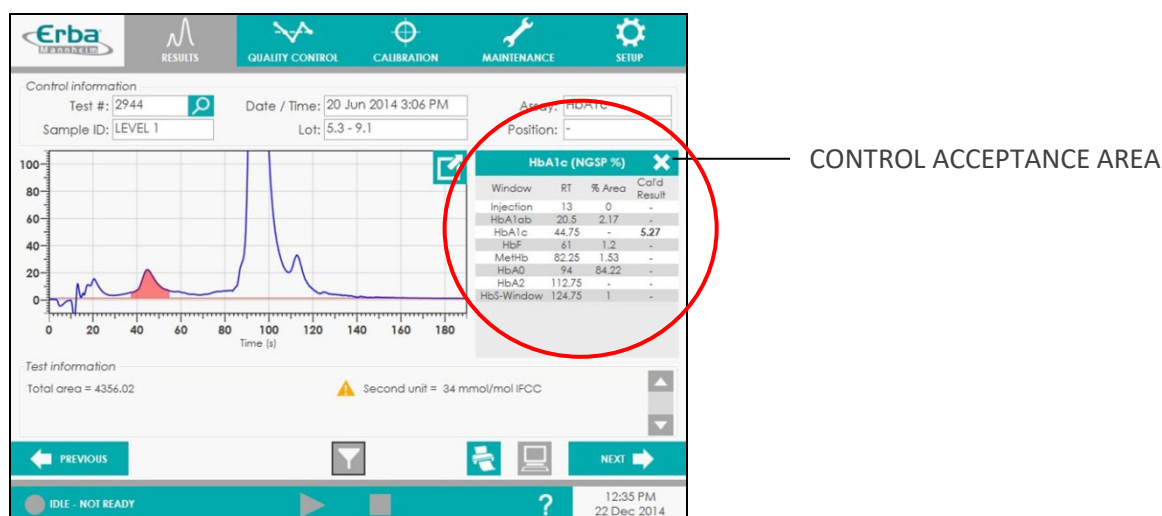 Erba
Mannheim
RESULTS
QUALITY CONTROL
CALIBRATION
MAINTENANCE
SETUP
Control information
Test #: 2944
Date / Time: 20 Jun 2014 3:06 PM
Assay: HbA1c
Sample ID: LEVEL 1
Lot: 5.3 - 9.1
Position: -
CONTROL ACCEPTANCE AREA
HbA1c (NGSP %)
Window RT % Area Cal'd Result
Injection 13 0 -
HbA1ab 20.5 2.17 -
HbA1c 44.75 - 5.27
HbF 61 1.2 -
MetHb 82.25 1.53 -
HbA0 94 84.22 -
HbA2 112.75 - -
HbS-Window 124.75 1 -
100
80
60
40
20
0
0 20 40 60 80 100 120 140 160 180
Time (s)
Test information
Total area = 4356.02
Second unit = 34 mmol/mol IFCC
PREVIOUS
NEXT
IDLE - NOT READY
?
12:35 PM
22 Dec 2014